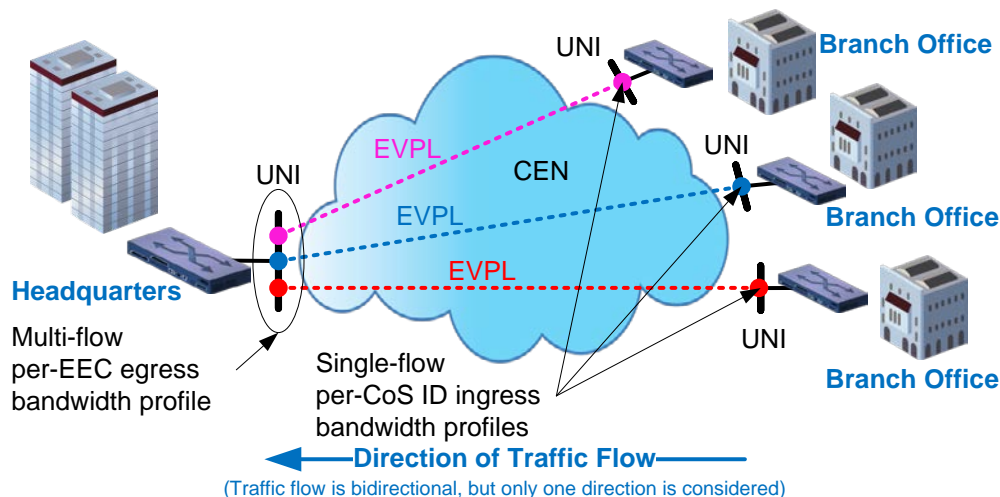 UNI
Branch Office
EVPL
CEN
UNI
UNI
EVPL
Branch Office
EVPL
Headquarters
UNI
Multi-flow
per-EEC egress
bandwidth profile
Single-flow
per-CoS ID ingress
bandwidth profiles
Branch Office
Direction of Traffic Flow
(Traffic flow is bidirectional, but only one direction is considered)